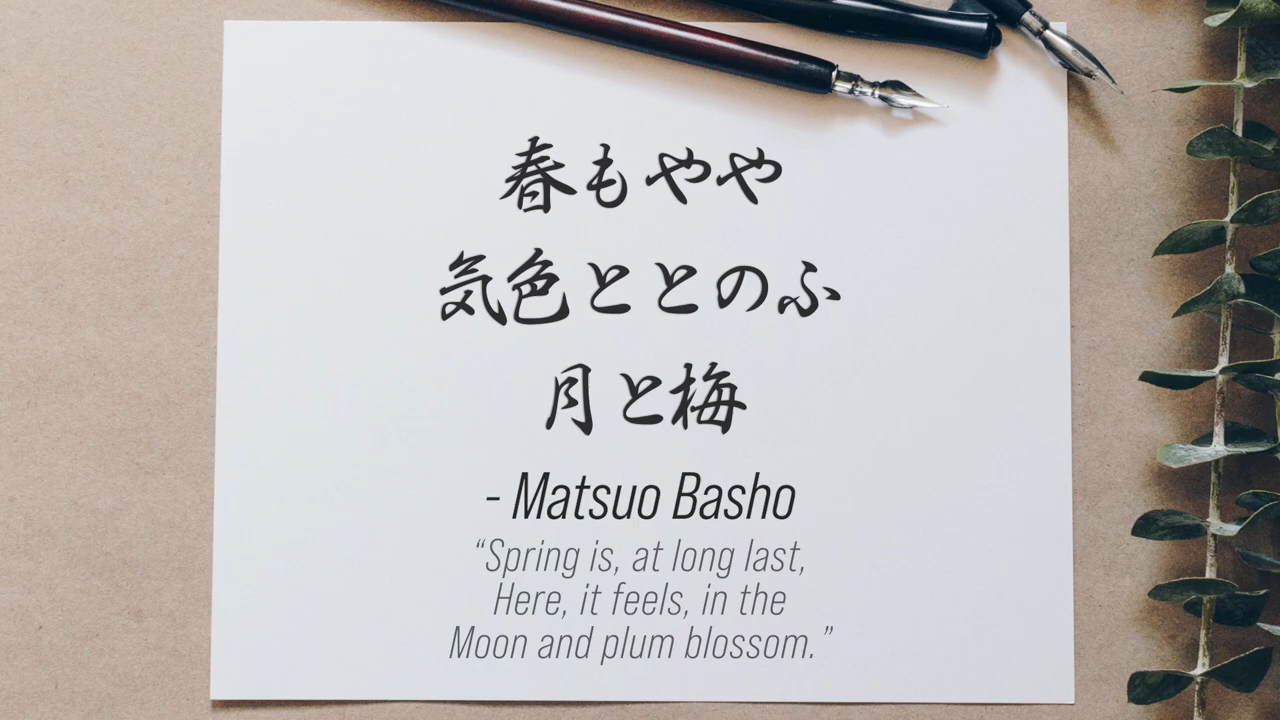 春もやや
気色ととのふ
月と梅
- Matsuo Basho
“Spring is, at long last,
Here, it feels, in the
Moon and plum blossom.”